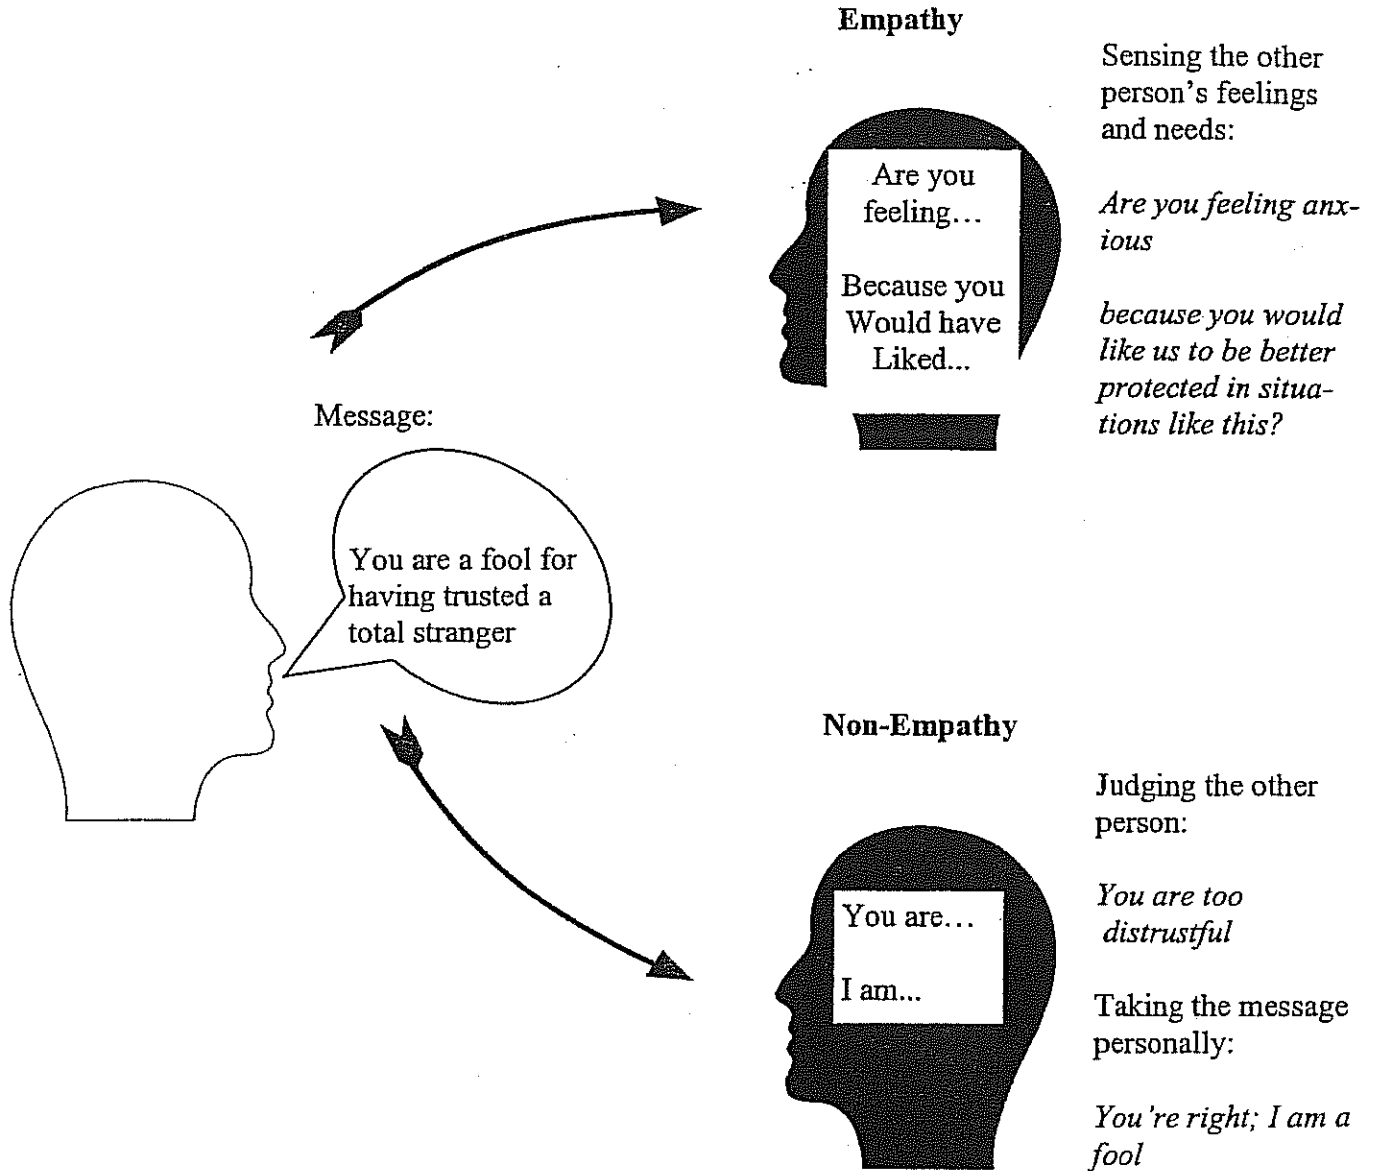 Empathy
Sensing the other
person's feelings
and needs:
Are you feeling anx-
ious
because you would
like us to be better
protected in situa-
tions like this?
Are you
feeling...
Because you
Would have
Liked...
Message:
You are a fool for
having trusted a
total stranger
Non-Empathy
Judging the other
person:
You are too
distrustful
Taking the message
personally:
You're right; I am a
fool
You are...
I am...